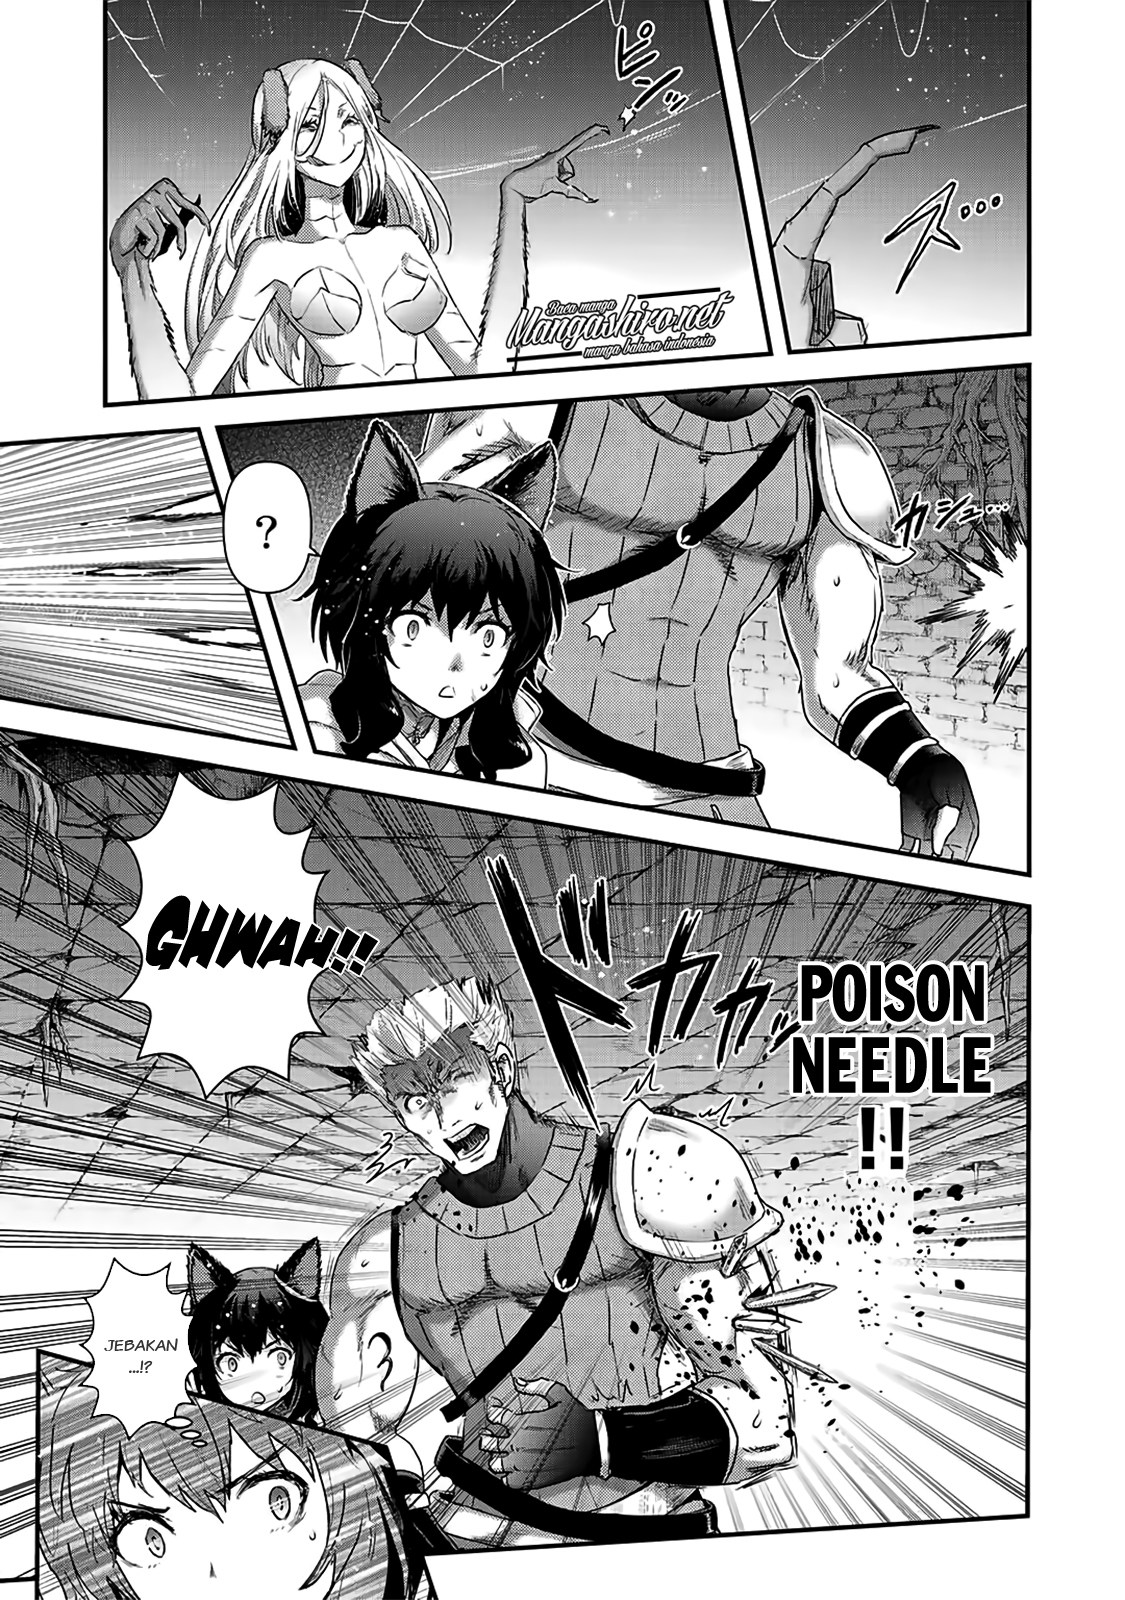 ピンッ
ス…
Baca manga
Mangashiro.net
manga bahasa indonesia
カシュ…
?
POISON
NEEDLE
!!
ドカカッ
GHWAH!!
JEBAKAN
...!?